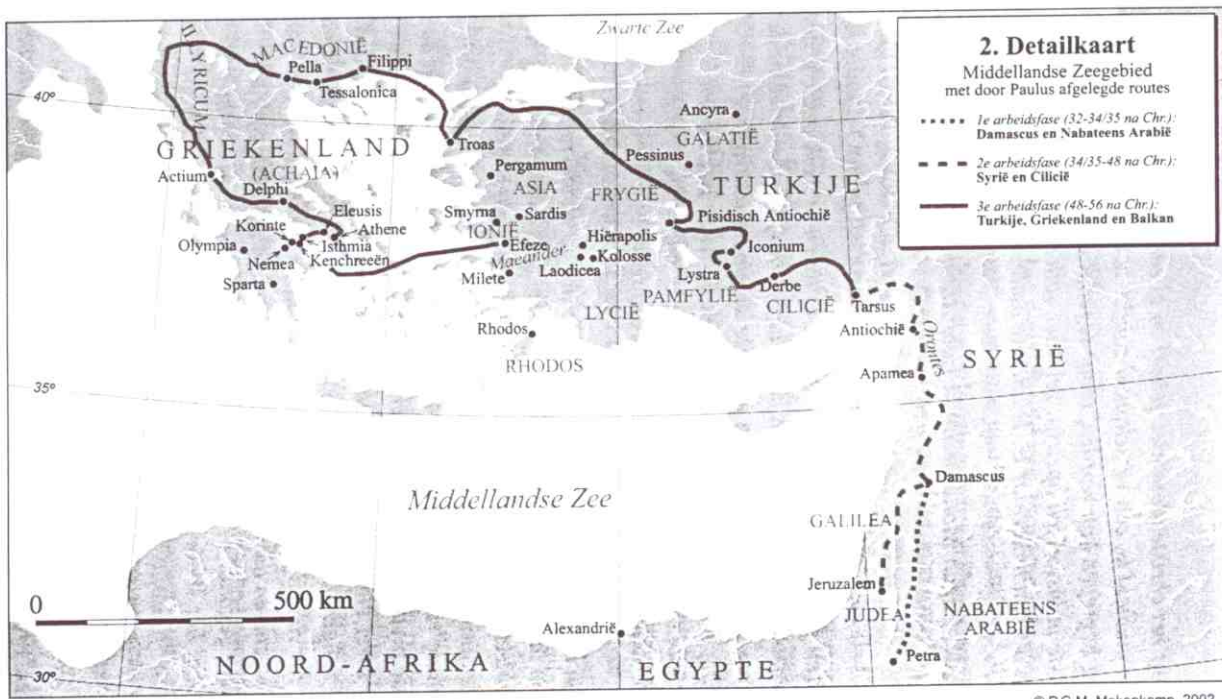 2. Detailkaart
Middellandse Zeegebied
met door Paulus afgelegde routes
1e arbeidsfase (32-34/35 na Chr.):
Damascus en Nabateens Arabië
2e arbeidsfase (34/35-48 na Chr.):
Syrië en Cilicië
3e arbeidsfase (48-56 na Chr.):
Turkije, Griekenland en Balkan
Zwarte Zee
40º
ILLYRICUM
MACEDONIË
Pella
Filippi
Tessalonica
Ancyra
GALATIË
GRIEKENLAND
(ACHAIA)
Troas
Pessinus
Actium
Pergamum
ASIA
FRYGIË
TURKIJE
Delphi
Eleusis
Smyrna
Sardis
Pisidisch Antiochië
Korinte
Athene
IONIË
Olympia
Isthmia
Efeze
Hiërapolis
Iconium
Nemea
Kenchreeën
Maeander
Laodicea
Kolosse
Lystra
Derbe
Sparta
Milete
PAMFYLIË
CILICIË
Tarsus
LYCIË
Antiochië
Orontes
Rhodos
RHODOS
SYRIË
Apamea
35º
Damascus
Middellandse Zee
GALILEA
Jeruzalem
JUDEA
NABATEENS
ARABIË
0
500 km
Alexandrië
Petra
NOORD-AFRIKA
EGYPTE
30º